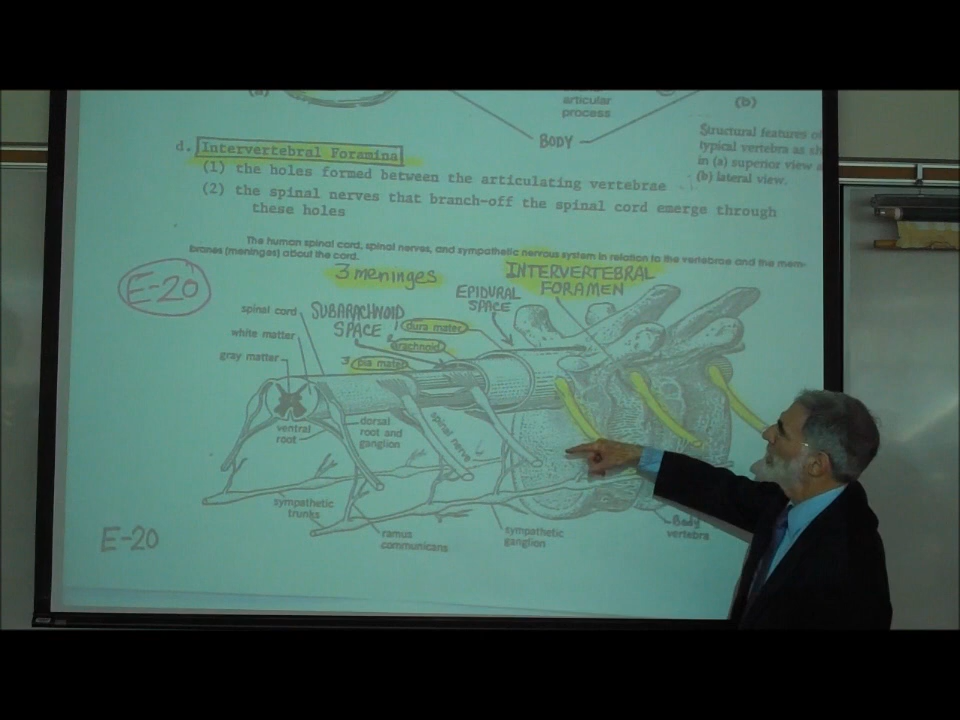 (a)
articular
process
(b)
BODY
Structural features of
typical vertebra as
in (a) superior view
(b) lateral view.
d. Intervertebral Foramina
(1) the holes formed between the articulating vertebrae
(2) the spinal nerves that branch-off the spinal cord emerge through
these holes
The human spinal cord, spinal nerves, and sympathetic nervous system in relation to the vertebrae and the mem-
branes (meninges) about the cord.
E-20
3 meninges
INTERVERTEBRAL
FORAMEN
EPIDURAL
SPACE
spinal cord
SUBARACHNOID
SPACE
1 dura mater
white matter
2 arachnoid
gray matter
3 pia mater
ventral
root
dorsal
root and
ganglion
spinal nerve
sympathetic
trunks
ramus
communicans
sympathetic
ganglion
Body
vertebra
E-20